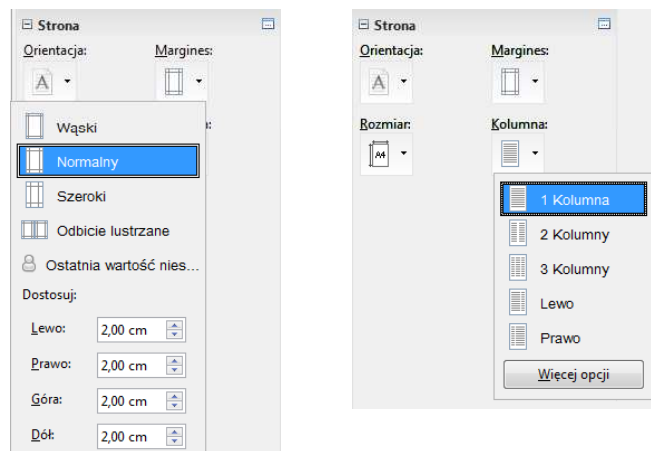 Strona
Orientacja: Margines:
A
Wąski
Normalny
Szeroki
Odbicie lustrzane
Ostatnia wartość nies...
Dostosuj:
Lewo: 2,00 cm
Prawo: 2,00 cm
Góra: 2,00 cm
Dół: 2,00 cm
Strona
Orientacja: Margines:
A
Rozmiar: Kolumna:
A4
1 Kolumna
2 Kolumny
3 Kolumny
Lewo
Prawo
Więcej opcji